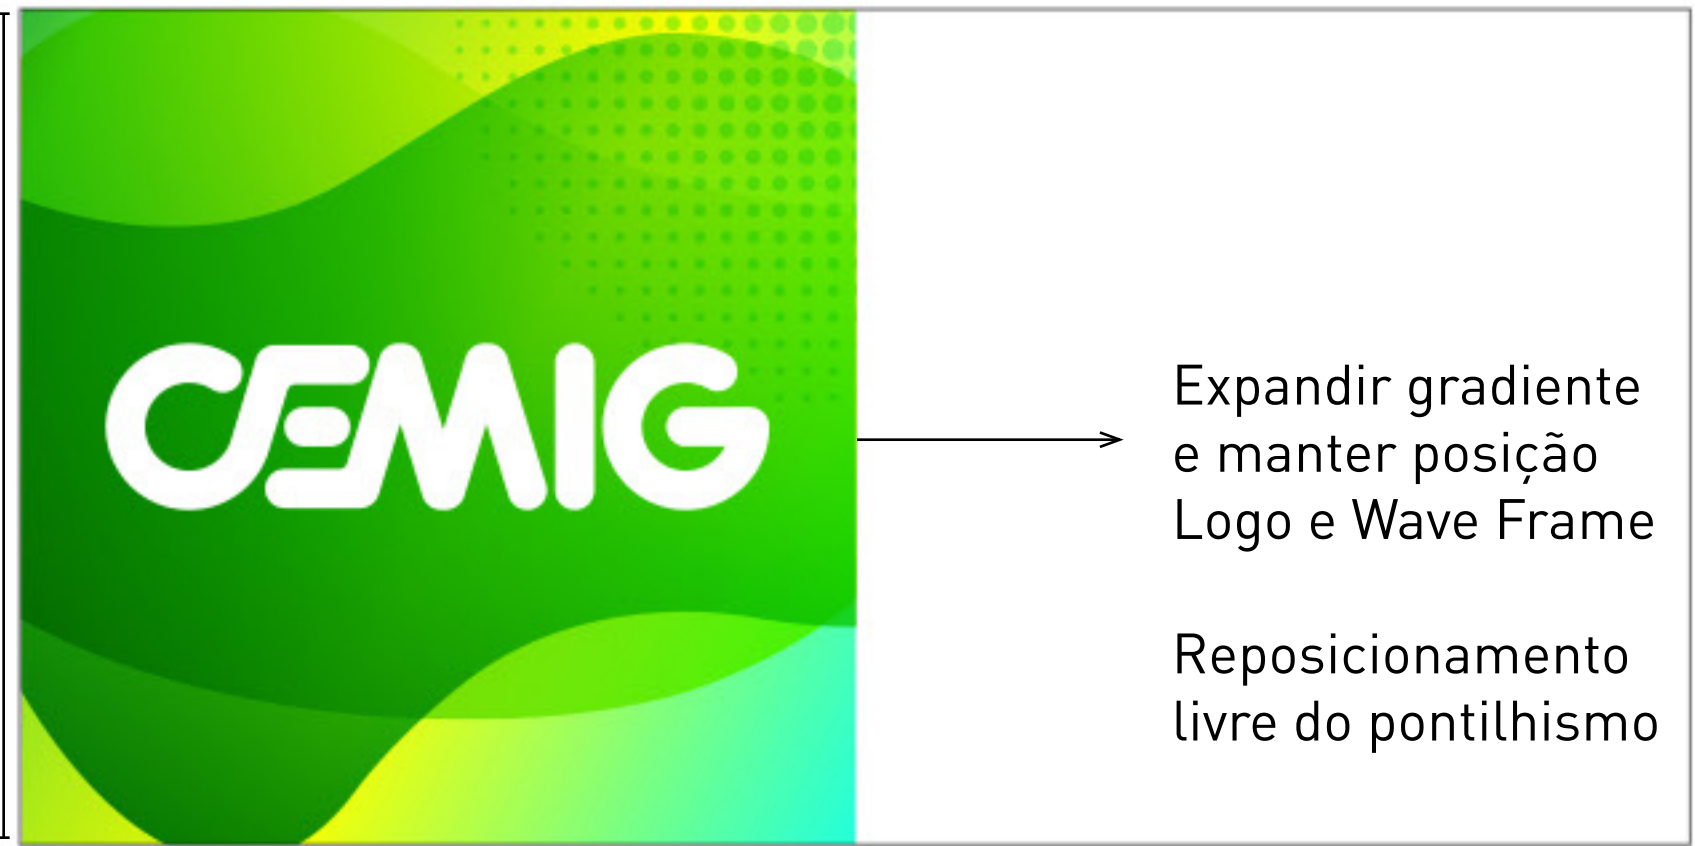 CEMIG
Expandir gradiente
e manter posição
Logo e Wave Frame
Reposicionamento
livre do pontilhismo